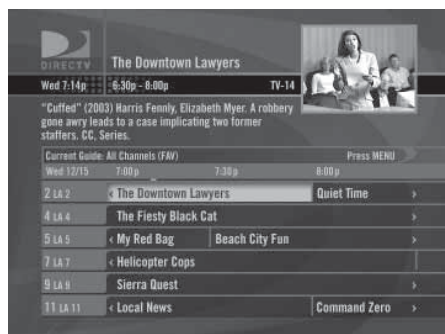 DIRECTV
The Downtown Lawyers
Wed 7:14p 6:30p - 8:00p TV-14
"Cuffed" (2003) Harris Fennly, Elizabeth Myer. A robbery
gone awry leads to a case implicating two former
staffers. CC, Series.
Current Guide: All Channels (FAV) Press MENU
Wed 12/15 7:00p 7:30p 8:00p
2 LA 2 ‹ The Downtown Lawyers Quiet Time ›
4 LA 4 The Fiesty Black Cat ›
5 LA 5 ‹ My Red Bag Beach City Fun ›
7 LA 7 ‹ Helicopter Cops
9 LA 9 Sierra Quest ›
11 LA 11 ‹ Local News Command Zero ›